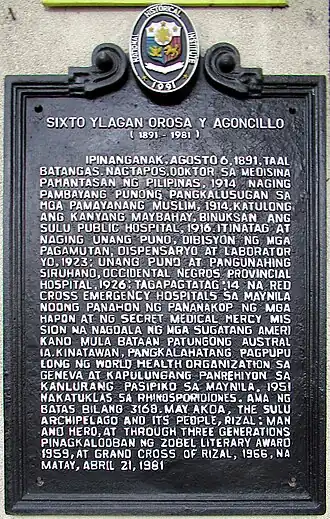 NATIONAL HISTORICAL INSTITUTE
1991
SIXTO YLAGAN OROSA Y AGONCILLO
(1891 - 1981)
IPINANGANAK, AGOSTO 6, 1891, TAAL
BATANGAS. NAGTAPOS, DOKTOR SA MEDISINA
PAMANTASAN NG PILIPINAS, 1914. NAGING
PAMBAYANG PUNONG PANGKALUSUGAN SA
MGA PAMAYANANG MUSLIM, 1914. KATULONG
ANG KANYANG MAYBAHAY, BINUKSAN ANG
SULU PUBLIC HOSPITAL, 1916. ITINATAG AT
NAGING UNANG PUNO, DIBISYON NG MGA
PAGAMUTAN, DISPENSARYO AT LABORATOR
YO, 1923; UNANG PUNO AT PANGUNAHING
SIRUHANO, OCCIDENTAL NEGROS PROVINCIAL
HOSPITAL, 1926; TAGAPAGTATAG '14 NA RED
CROSS EMERGENCY HOSPITALS SA MAYNILA
NOONG PANAHON NG PANANAKOP NG MGA
HAPON AT NG SECRET MEDICAL MERCY MIS
SION NA NAGDALA NG MGA SUGATANG AMERI
KANO MULA BATAAN PATUNGONG AUSTRAL
IA. KINATAWAN, PANGKALAHATANG PAGPUPU
LONG NG WORLD HEALTH ORGANIZATION SA
GENEVA AT KAPULUNGANG PANREHIYON SA
KANLURANG PASIPIKO SA MAYNILA, 1951
NAKATUKLAS SA RHINOSPORIDIONES. AMA NG
BATAS BILANG 3168. MAY AKDA, THE SULU
ARCHIPELAGO AND ITS PEOPLE, RIZAL: MAN
AND HERO, AT THROUGH THREE GENERATIONS
PINAGKALOOBAN NG ZOBEL LITERARY AWARD
1959, AT GRAND CROSS OF RIZAL, 1966, NA
MATAY, ABRIL 21, 1981